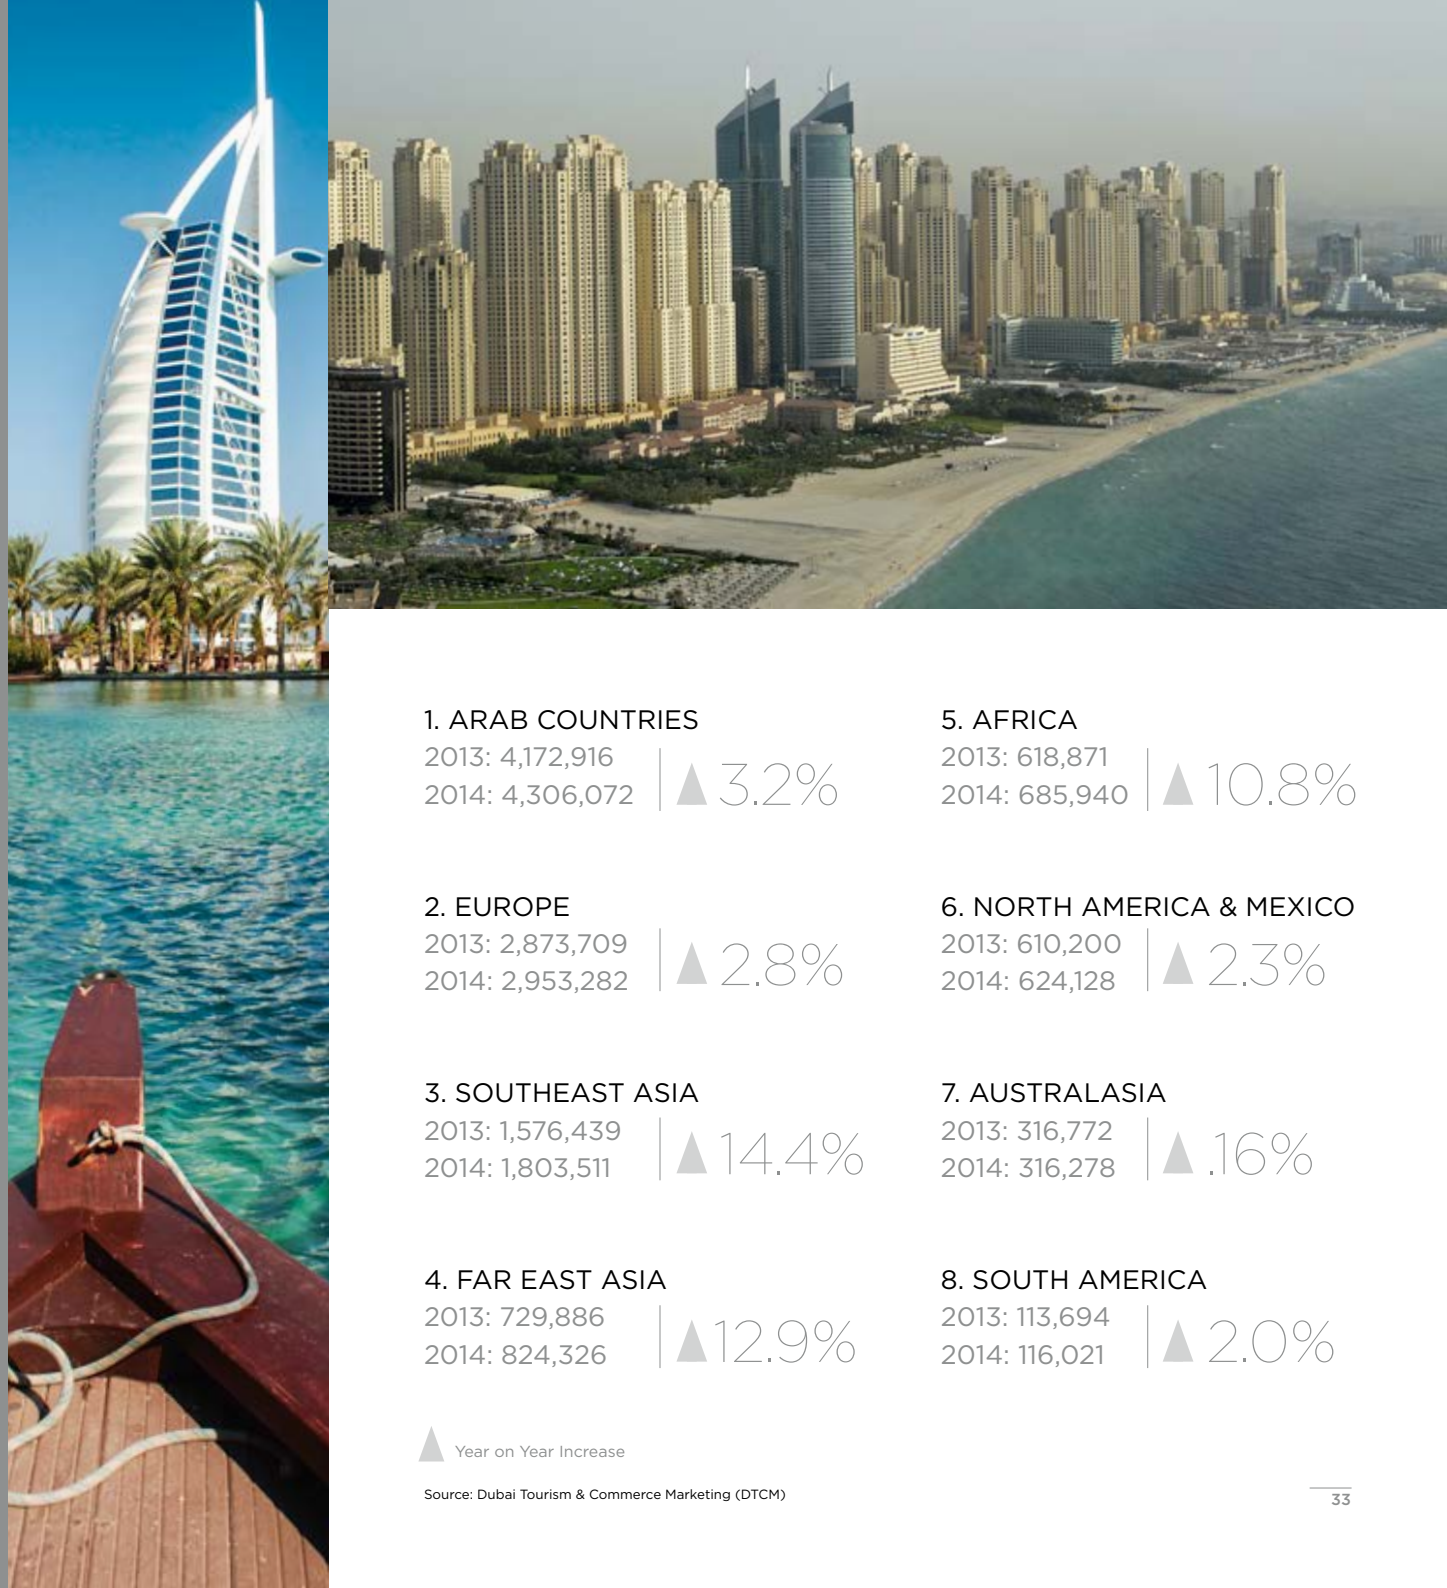 1. ARAB COUNTRIES
2013: 4,172,916
2014: 4,306,072
3.2%
2. EUROPE
2013: 2,873,709
2014: 2,953,282
2.8%
3. SOUTHEAST ASIA
2013: 1,576,439
2014: 1,803,511
14.4%
4. FAR EAST ASIA
2013: 729,886
2014: 824,326
12.9%
5. AFRICA
2013: 618,871
2014: 685,940
10.8%
6. NORTH AMERICA & MEXICO
2013: 610,200
2014: 624,128
2.3%
7. AUSTRALASIA
2013: 316,772
2014: 316,278
.16%
8. SOUTH AMERICA
2013: 113,694
2014: 116,021
2.0%
Year on Year Increase
Source: Dubai Tourism & Commerce Marketing (DTCM)
33